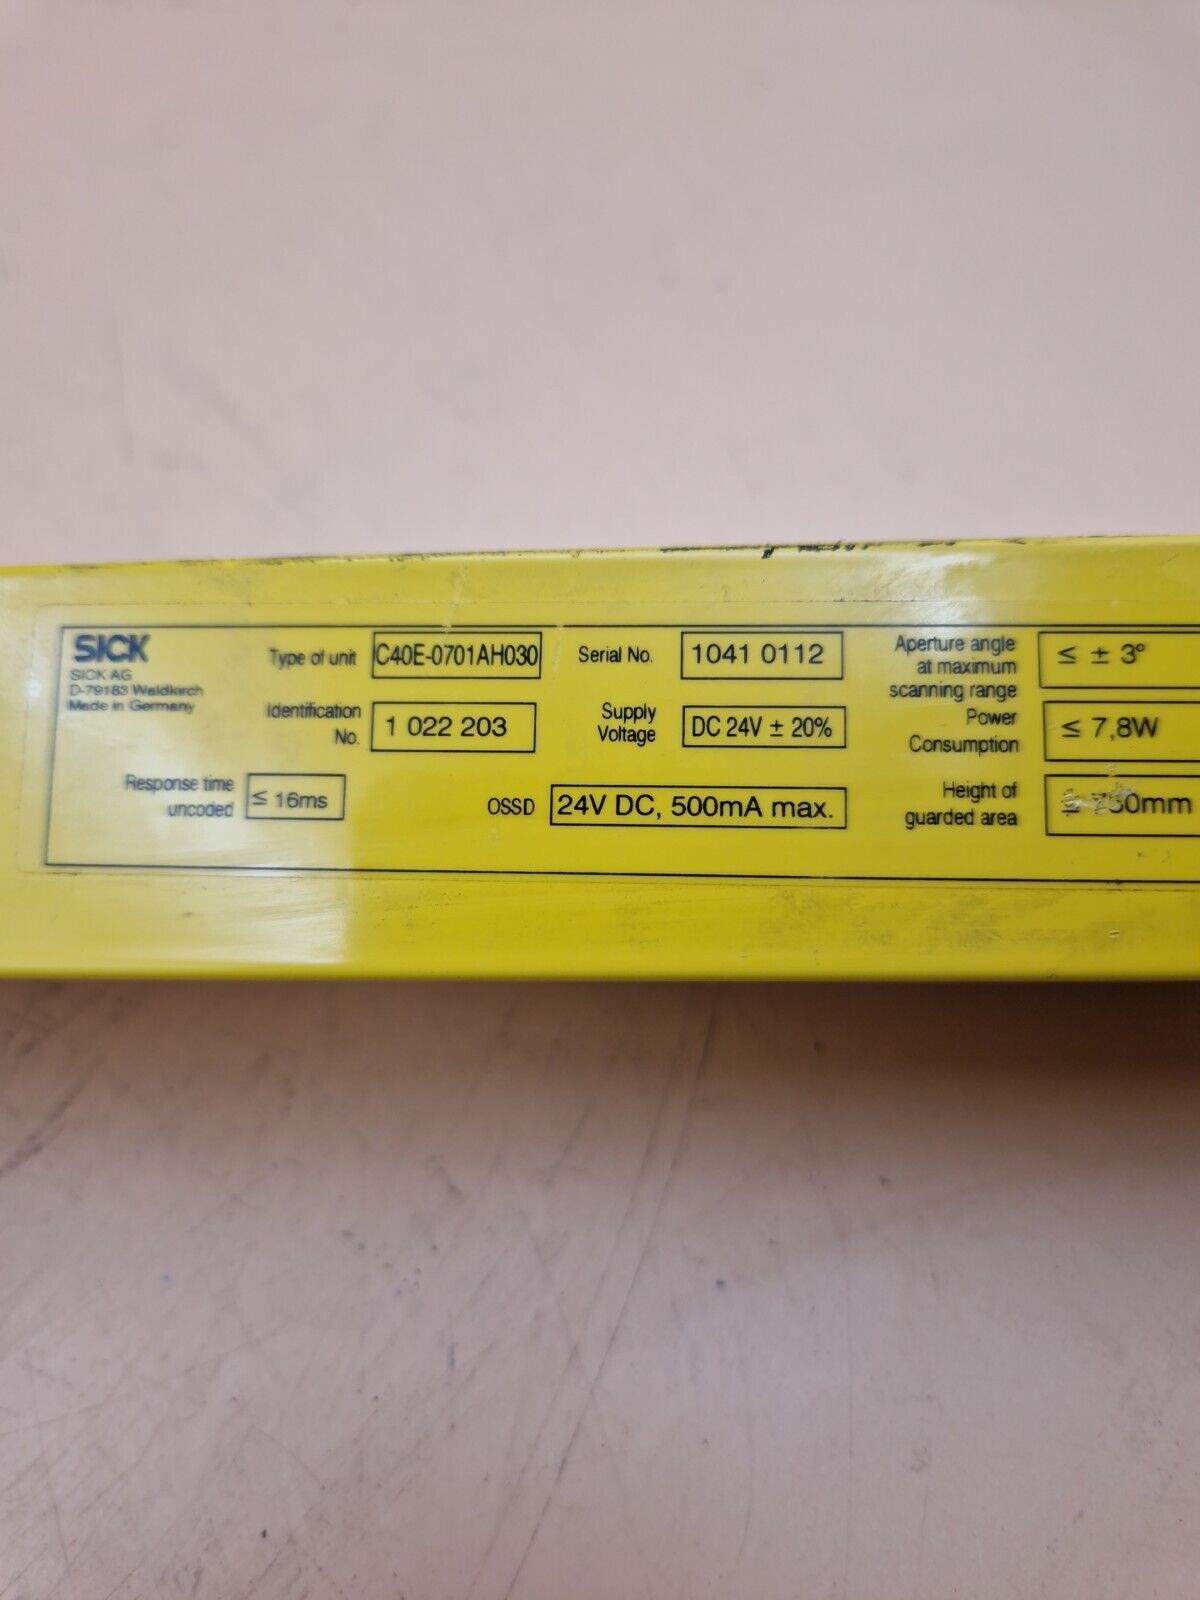 SICK
SICK AG
D-79183 Waldkirch
Made in Germany
Type of unit C40E-0701AH030
Identification
No. 1 022 203
Response time
uncoded ≤ 16ms
Serial No. 1041 0112
Supply
Voltage DC 24V ± 20%
OSSD 24V DC, 500mA max.
Aperture angle
at maximum
scanning range ≤ ± 3°
Power
Consumption ≤ 7,8W
Height of
guarded area